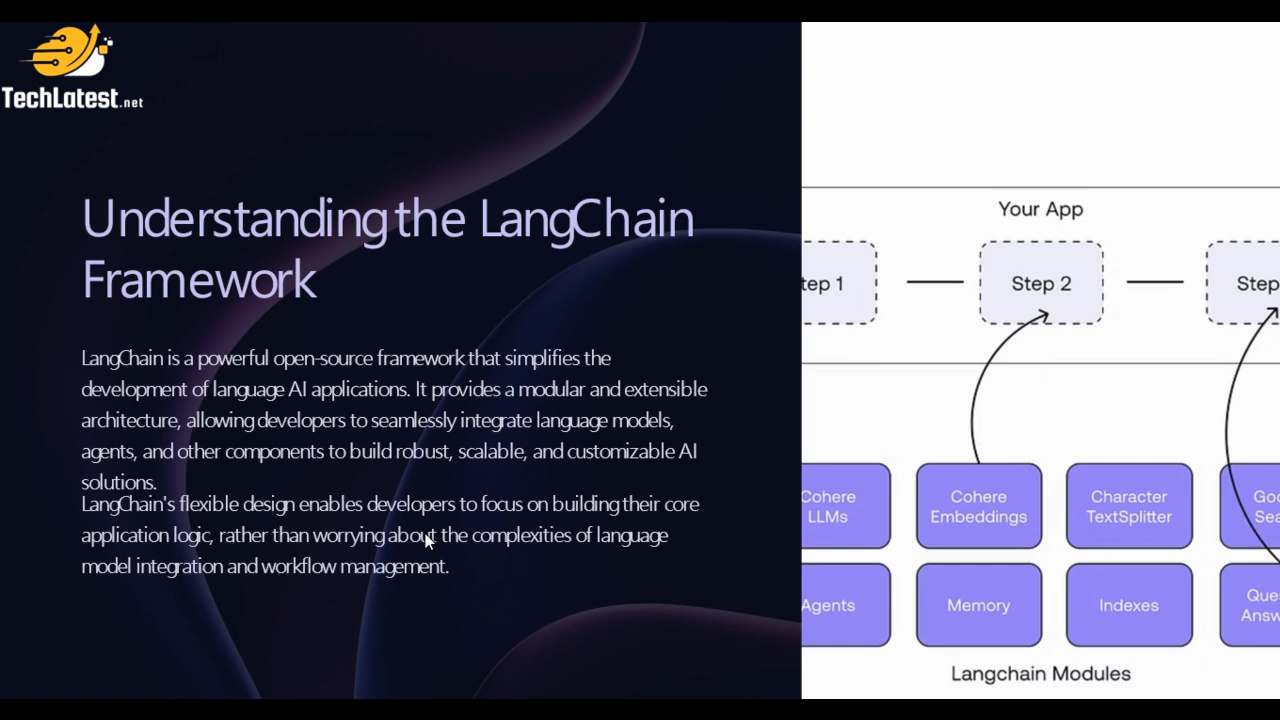 TechLatest.net
Understanding the LangChain
Framework
LangChain is a powerful open-source framework that simplifies the
development of language AI applications. It provides a modular and extensible
architecture, allowing developers to seamlessly integrate language models,
agents, and other components to build robust, scalable, and customizable AI
solutions.
LangChain's flexible design enables developers to focus on building their core
application logic, rather than worrying about the complexities of language
model integration and workflow management.
Your App
tep 1
Step 2
Step
Cohere
LLMs
Cohere
Embeddings
Character
TextSplitter
Goo
Sea
Agents
Memory
Indexes
Ques
Answ
Langchain Modules